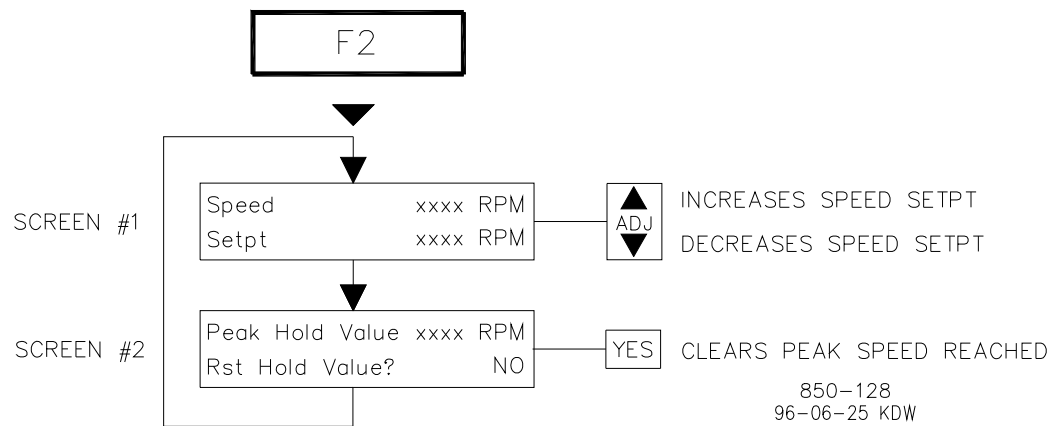 F2
SCREEN #1
Speed xxxx RPM
Setpt xxxx RPM
ADJ
INCREASES SPEED SETPT
DECREASES SPEED SETPT
SCREEN #2
Peak Hold Value xxxx RPM
Rst Hold Value? NO
YES
CLEARS PEAK SPEED REACHED
850-128
96-06-25 KDW